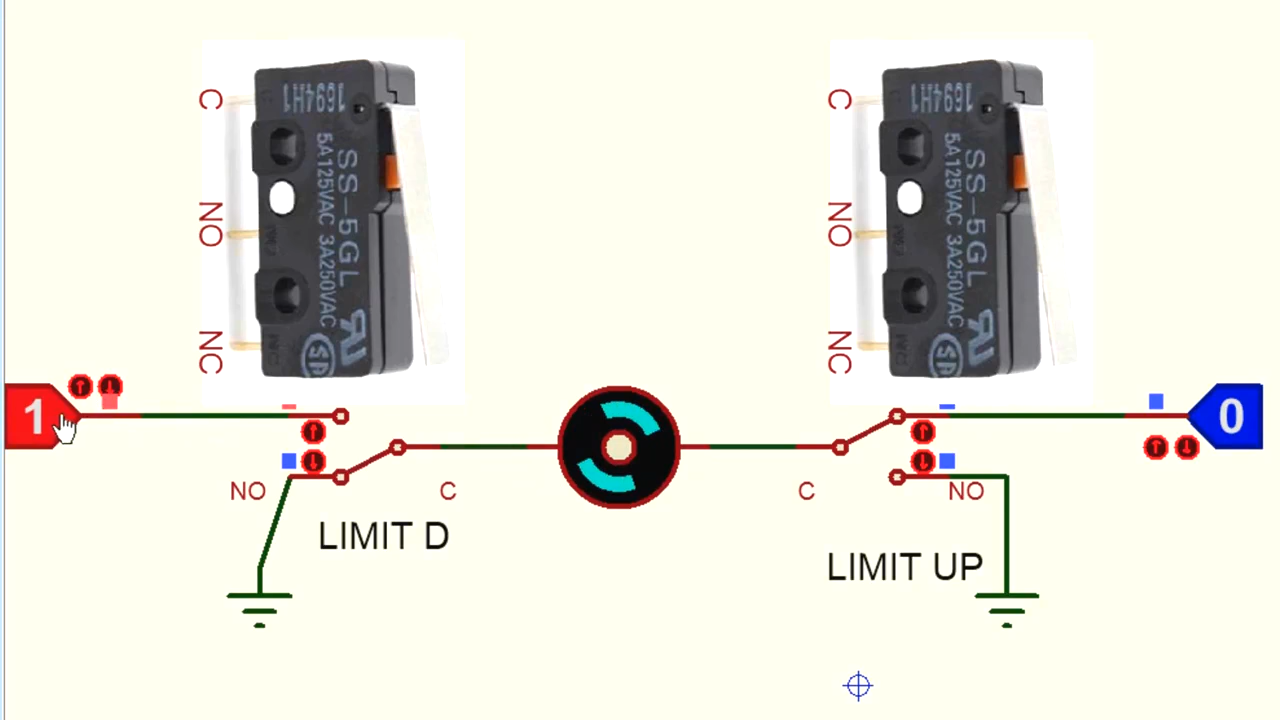 C
NO
NC
1694H1
SS-5GL
5A125VAC 3A250VAC
C
NO
NC
1694H1
SS-5GL
5A125VAC 3A250VAC
1
0
NO
C
C
NO
LIMIT D
LIMIT UP